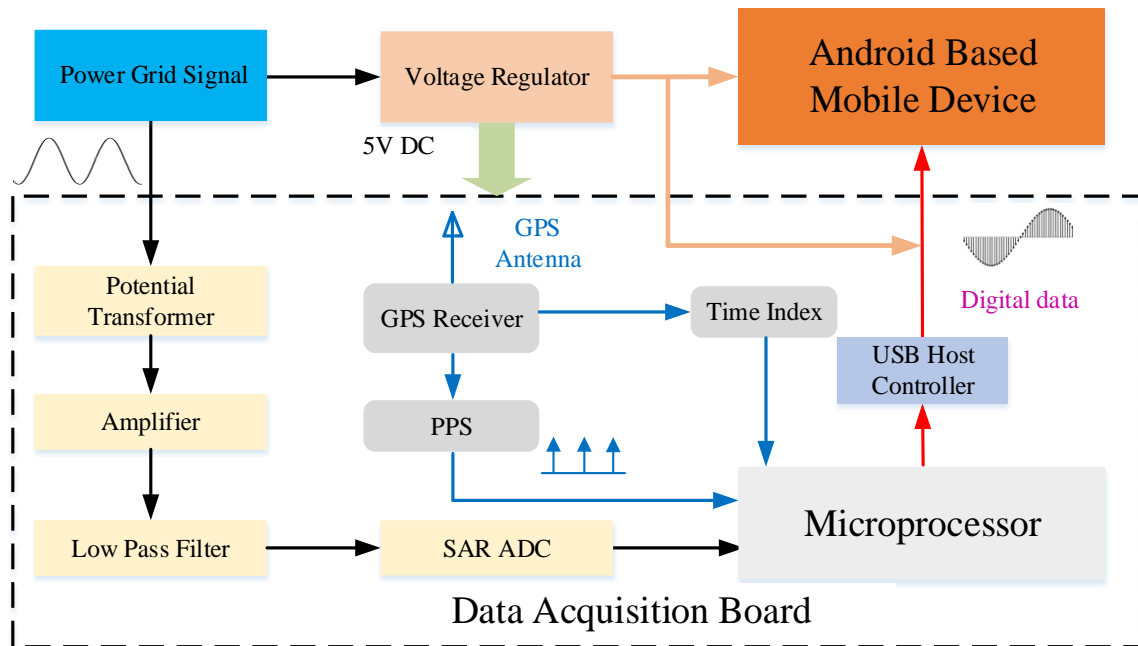 Power Grid Signal
Voltage Regulator
Android Based
Mobile Device
5V DC
GPS
Antenna
Potential
Transformer
GPS Receiver
Time Index
Digital data
USB Host
Controller
Amplifier
PPS
Microprocessor
Low Pass Filter
SAR ADC
Data Acquisition Board